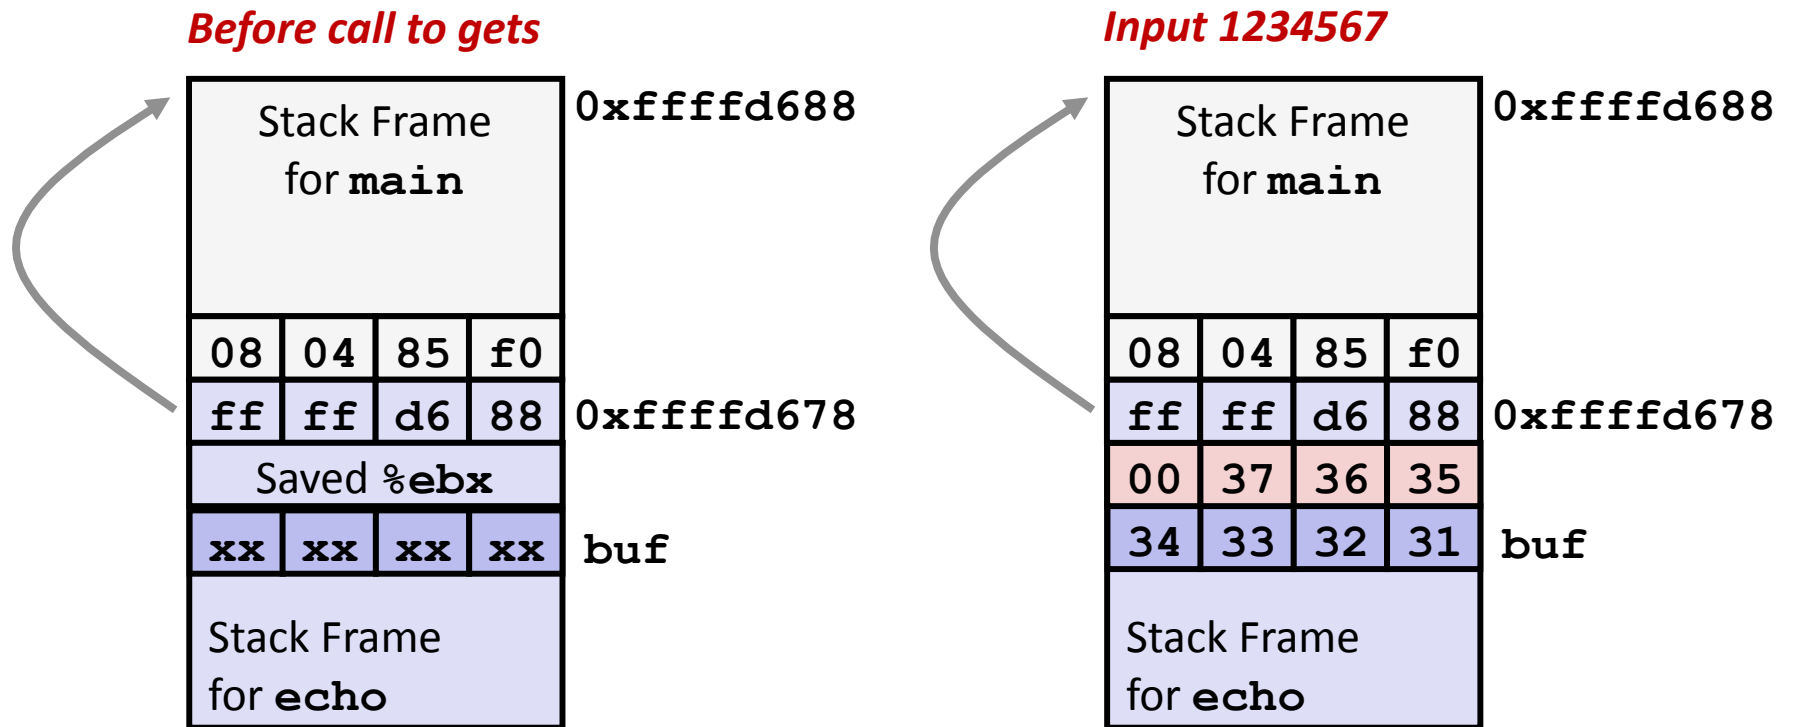 Before call to gets
Stack Frame
for main
0xffffd688
08 04 85 f0
ff ff d6 88
0xffffd678
Saved %ebx
xx xx xx xx
buf
Stack Frame
for echo
Input 1234567
Stack Frame
for main
0xffffd688
08 04 85 f0
ff ff d6 88
0xffffd678
00 37 36 35
34 33 32 31
buf
Stack Frame
for echo